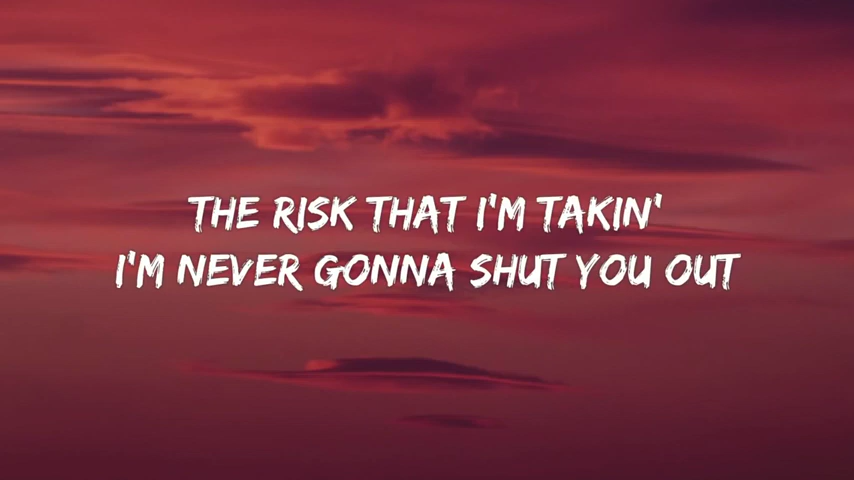 THE RISK THAT I'M TAKIN'
I'M NEVER GONNA SHUT YOU OUT